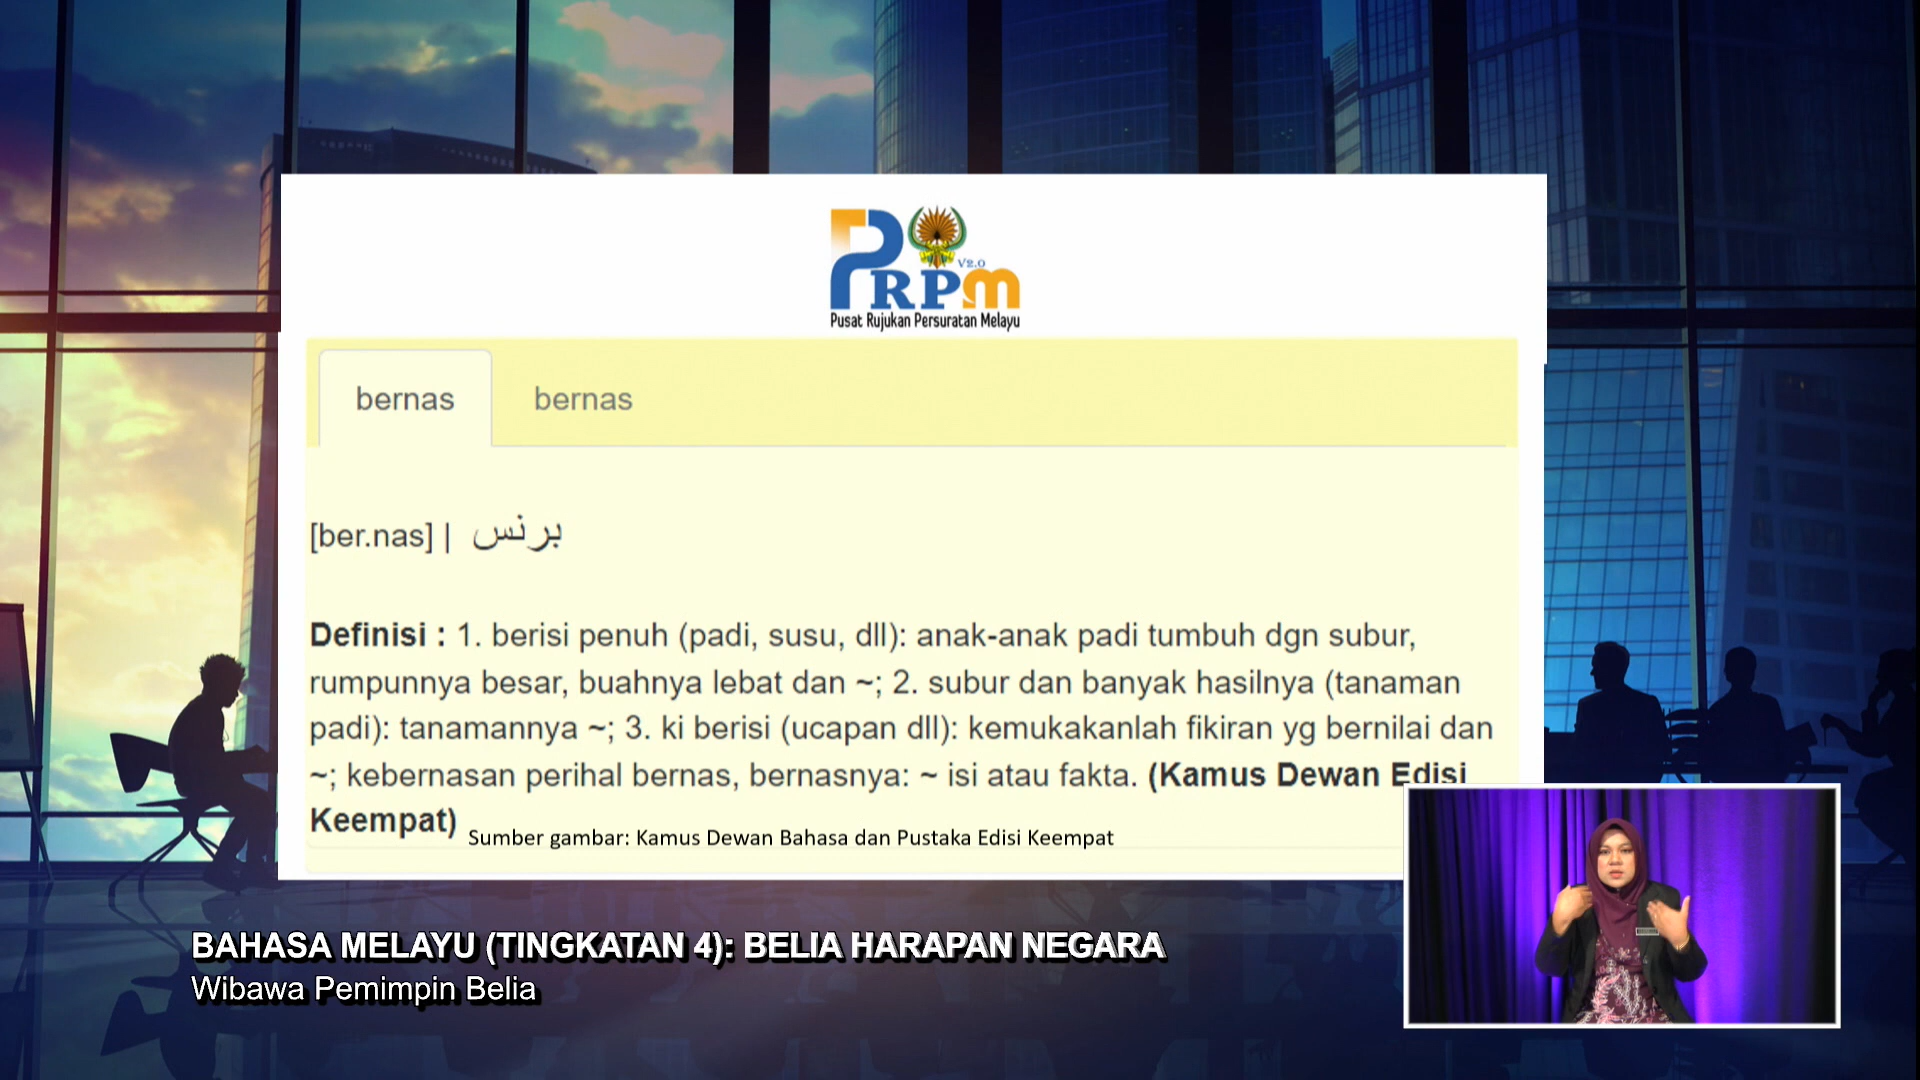 V2.0
PRPM
Pusat Rujukan Persuratan Melayu
bernas bernas
[ber.nas] | برنس
Definisi : 1. berisi penuh (padi, susu, dll): anak-anak padi tumbuh dgn subur,
rumpunnya besar, buahnya lebat dan ~; 2. subur dan banyak hasilnya (tanaman
padi): tanamannya ~; 3. ki berisi (ucapan dll): kemukakanlah fikiran yg bernilai dan
~; kebernasan perihal bernas, bernasnya: ~ isi atau fakta. (Kamus Dewan Edisi
Keempat)
Sumber gambar: Kamus Dewan Bahasa dan Pustaka Edisi Keempat
BAHASA MELAYU (TINGKATAN 4): BELIA HARAPAN NEGARA
Wibawa Pemimpin Belia